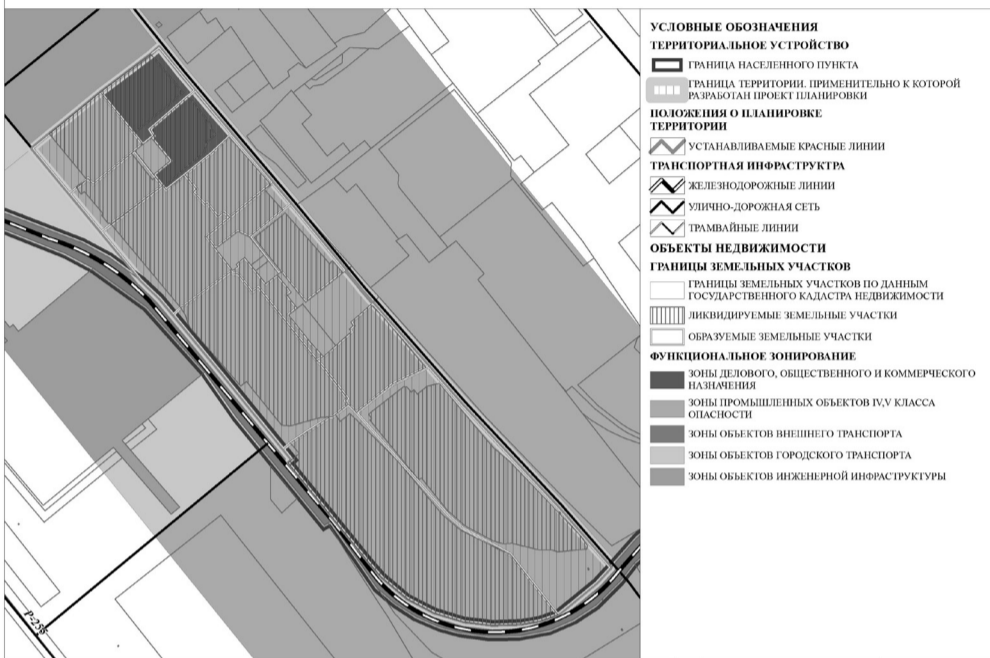 УСЛОВНЫЕ ОБОЗНАЧЕНИЯ
ТЕРРИТОРИАЛЬНОЕ УСТРОЙСТВО
ГРАНИЦА НАСЕЛЕННОГО ПУНКТА
ГРАНИЦА ТЕРРИТОРИИ. ПРИМЕНИТЕЛЬНО К КОТОРОЙ
РАЗРАБОТАН ПРОЕКТ ПЛАНИРОВКИ
ПОЛОЖЕНИЯ О ПЛАНИРОВКЕ
ТЕРРИТОРИИ
УСТАНАВЛИВАЕМЫЕ КРАСНЫЕ ЛИНИИ
ТРАНСПОРТНАЯ ИНФРАСТРУКТРА
ЖЕЛЕЗНОДОРОЖНЫЕ ЛИНИИ
УЛИЧНО-ДОРОЖНАЯ СЕТЬ
ТРАМВАЙНЫЕ ЛИНИИ
ОБЪЕКТЫ НЕДВИЖИМОСТИ
ГРАНИЦЫ ЗЕМЕЛЬНЫХ УЧАСТКОВ
ГРАНИЦЫ ЗЕМЕЛЬНЫХ УЧАСТКОВ ПО ДАННЫМ
ГОСУДАРСТВЕННОГО КАДАСТРА НЕДВИЖИМОСТИ
ЛИКВИДИРУЕМЫЕ ЗЕМЕЛЬНЫЕ УЧАСТКИ
ОБРАЗУЕМЫЕ ЗЕМЕЛЬНЫЕ УЧАСТКИ
ФУНКЦИОНАЛЬНОЕ ЗОНИРОВАНИЕ
ЗОНЫ ДЕЛОВОГО, ОБЩЕСТВЕННОГО И КОММЕРЧЕСКОГО
НАЗНАЧЕНИЯ
ЗОНЫ ПРОМЫШЛЕННЫХ ОБЪЕКТОВ IV,V КЛАССА
ОПАСНОСТИ
ЗОНЫ ОБЪЕКТОВ ВНЕШНЕГО ТРАНСПОРТА
ЗОНЫ ОБЪЕКТОВ ГОРОДСКОГО ТРАНСПОРТА
ЗОНЫ ОБЪЕКТОВ ИНЖЕНЕРНОЙ ИНФРАСТРУКТУРЫ
Р-255